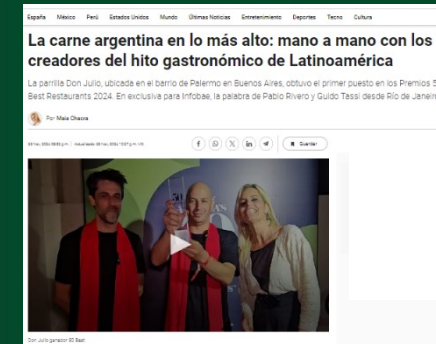 España México Perú Estados Unidos Mundo Últimas Noticias Entretenimiento Deportes Tecno Cultura
La carne argentina en lo más alto: mano a mano con los
creadores del hito gastronómico de Latinoamérica
La parrilla Don Julio, ubicada en el barrio de Palermo en Buenos Aires, obtuvo el primer puesto en los Premios 5
Best Restaurants 2024. En exclusiva para Infobae, la palabra de Pablo Rivero y Guido Tassi desde Río de Janeir
Por Maia Chacra
Guardar
Don Julio ganador 50 Best